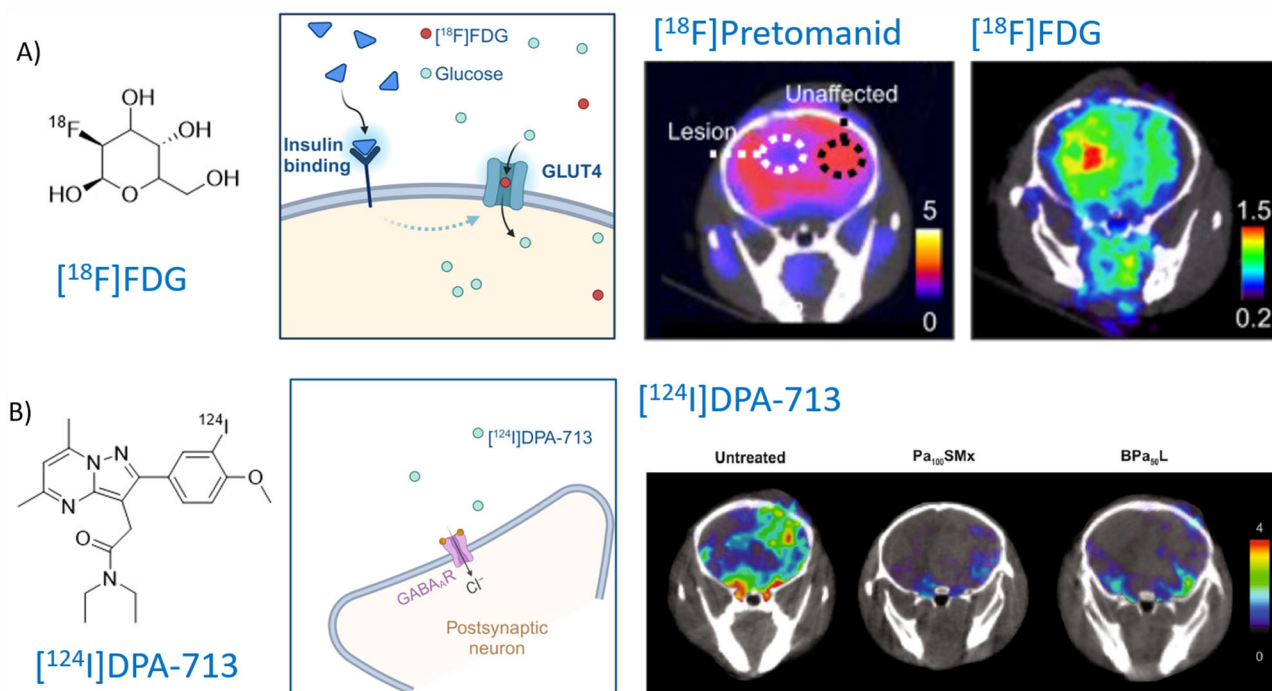 A)
18F
OH
OH
HO
O
OH
[18F]FDG
[18F]FDG
Glucose
Insulin
binding
GLUT4
[18F]Pretomanid
Unaffected
Lesion
5
0
[18F]FDG
1.5
0.2
B)
124I
N
N
N
O
O
N
[124I]DPA-713
[124I]DPA-713
GABAAR
Cl−
Postsynaptic
neuron
[124I]DPA-713
Untreated
Pa100SMx
BPa50L
4
0